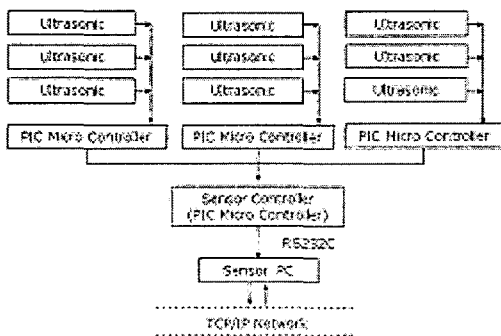 Ultrasonic Ultrasonic Ultrasonic
Ultrasonic Ultrasonic Ultrasonic
Ultrasonic Ultrasonic Ultrasonic
PIC Micro Controller PIC Micro Controller PIC Micro Controller
Sensor Controller
(PIC Micro Controller)
RS232C
Sensor PC
TCP/IP Network